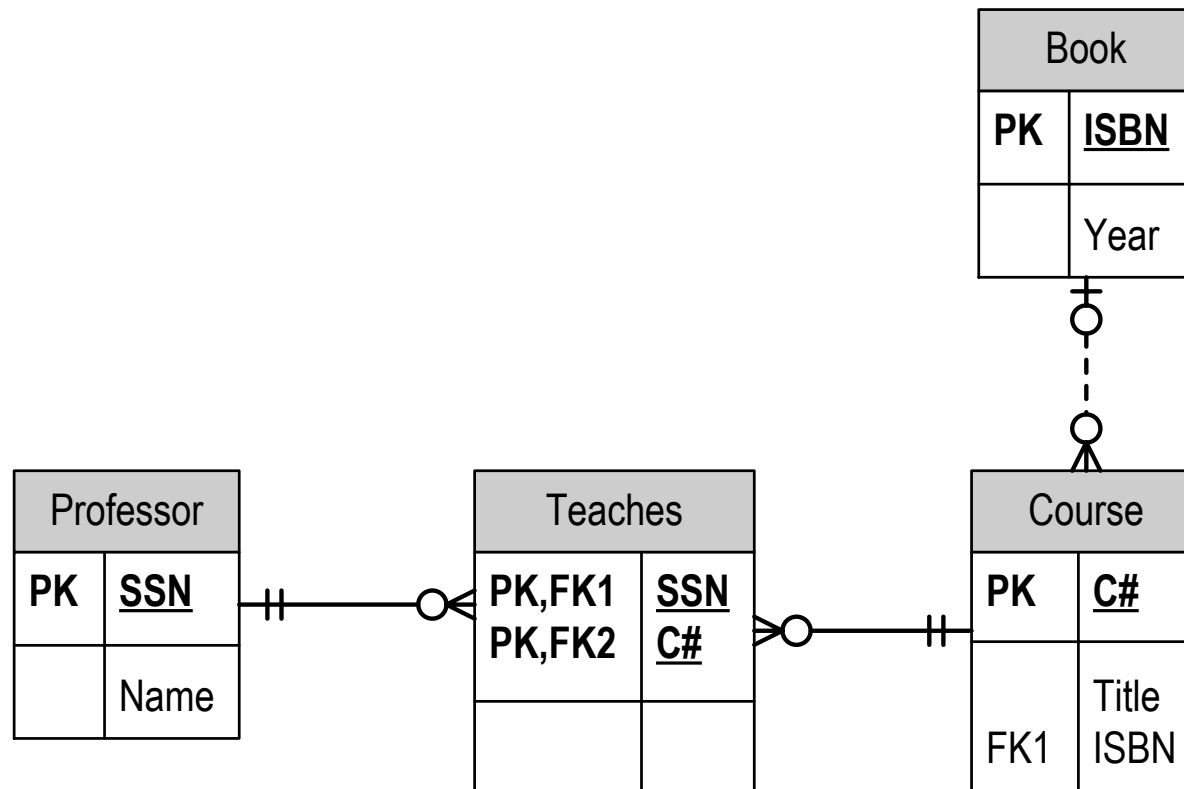 Book
PK ISBN
Year
Professor
PK SSN
Name
Teaches
PK,FK1 SSN
PK,FK2 C#
Course
PK C#
Title
FK1 ISBN